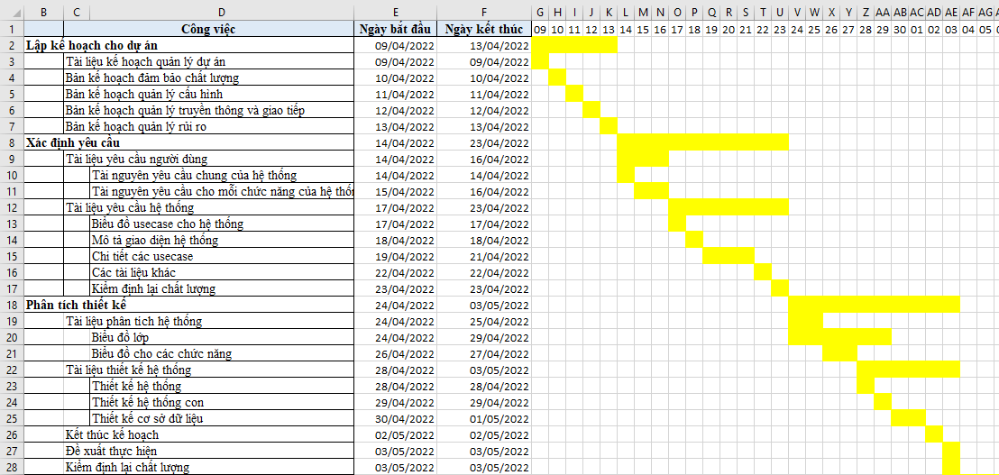 B C D E F G H I J K L M N O P Q R S T U V W X Y Z AA AB AC AD AE AF AG
1 Công việc Ngày bắt đầu Ngày kết thúc 09 10 11 12 13 14 15 16 17 18 19 20 21 22 23 24 25 26 27 28 29 30 01 02 03 04 05
2 Lập kế hoạch cho dự án 09/04/2022 13/04/2022
3 Tài liệu kế hoạch quản lý dự án 09/04/2022 09/04/2022
4 Bản kế hoạch đảm bảo chất lượng 10/04/2022 10/04/2022
5 Bản kế hoạch quản lý cấu hình 11/04/2022 11/04/2022
6 Bản kế hoạch quản lý truyền thông và giao tiếp 12/04/2022 12/04/2022
7 Bản kế hoạch quản lý rủi ro 13/04/2022 13/04/2022
8 Xác định yêu cầu 14/04/2022 23/04/2022
9 Tài liệu yêu cầu người dùng 14/04/2022 16/04/2022
10 Tài nguyên yêu cầu chung của hệ thống 14/04/2022 14/04/2022
11 Tài nguyên yêu cầu cho mỗi chức năng của hệ thố 15/04/2022 16/04/2022
12 Tài liệu yêu cầu hệ thống 17/04/2022 23/04/2022
13 Biểu đồ usecase cho hệ thống 17/04/2022 17/04/2022
14 Mô tả giao diện hệ thống 18/04/2022 18/04/2022
15 Chi tiết các usecase 19/04/2022 21/04/2022
16 Các tài liệu khác 22/04/2022 22/04/2022
17 Kiểm định lại chất lượng 23/04/2022 23/04/2022
18 Phân tích thiết kế 24/04/2022 03/05/2022
19 Tài liệu phân tich hệ thống 24/04/2022 25/04/2022
20 Biểu đồ lớp 24/04/2022 29/04/2022
21 Biểu đồ cho các chức năng 26/04/2022 27/04/2022
22 Tài liệu thiết kế hệ thống 28/04/2022 03/05/2022
23 Thiết kế hệ thống 28/04/2022 28/04/2022
24 Thiết kế hệ thống con 29/04/2022 29/04/2022
25 Thiết kế cơ sở dữ liệu 30/04/2022 01/05/2022
26 Kết thúc kế hoạch 02/05/2022 02/05/2022
27 Đề xuất thực hiện 03/05/2022 03/05/2022
28 Kiểm định lại chất lượng 03/05/2022 03/05/2022